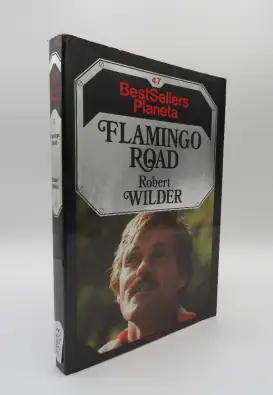 47
BestSellers
Planeta
FLAMINGO
ROAD
Robert
WILDER